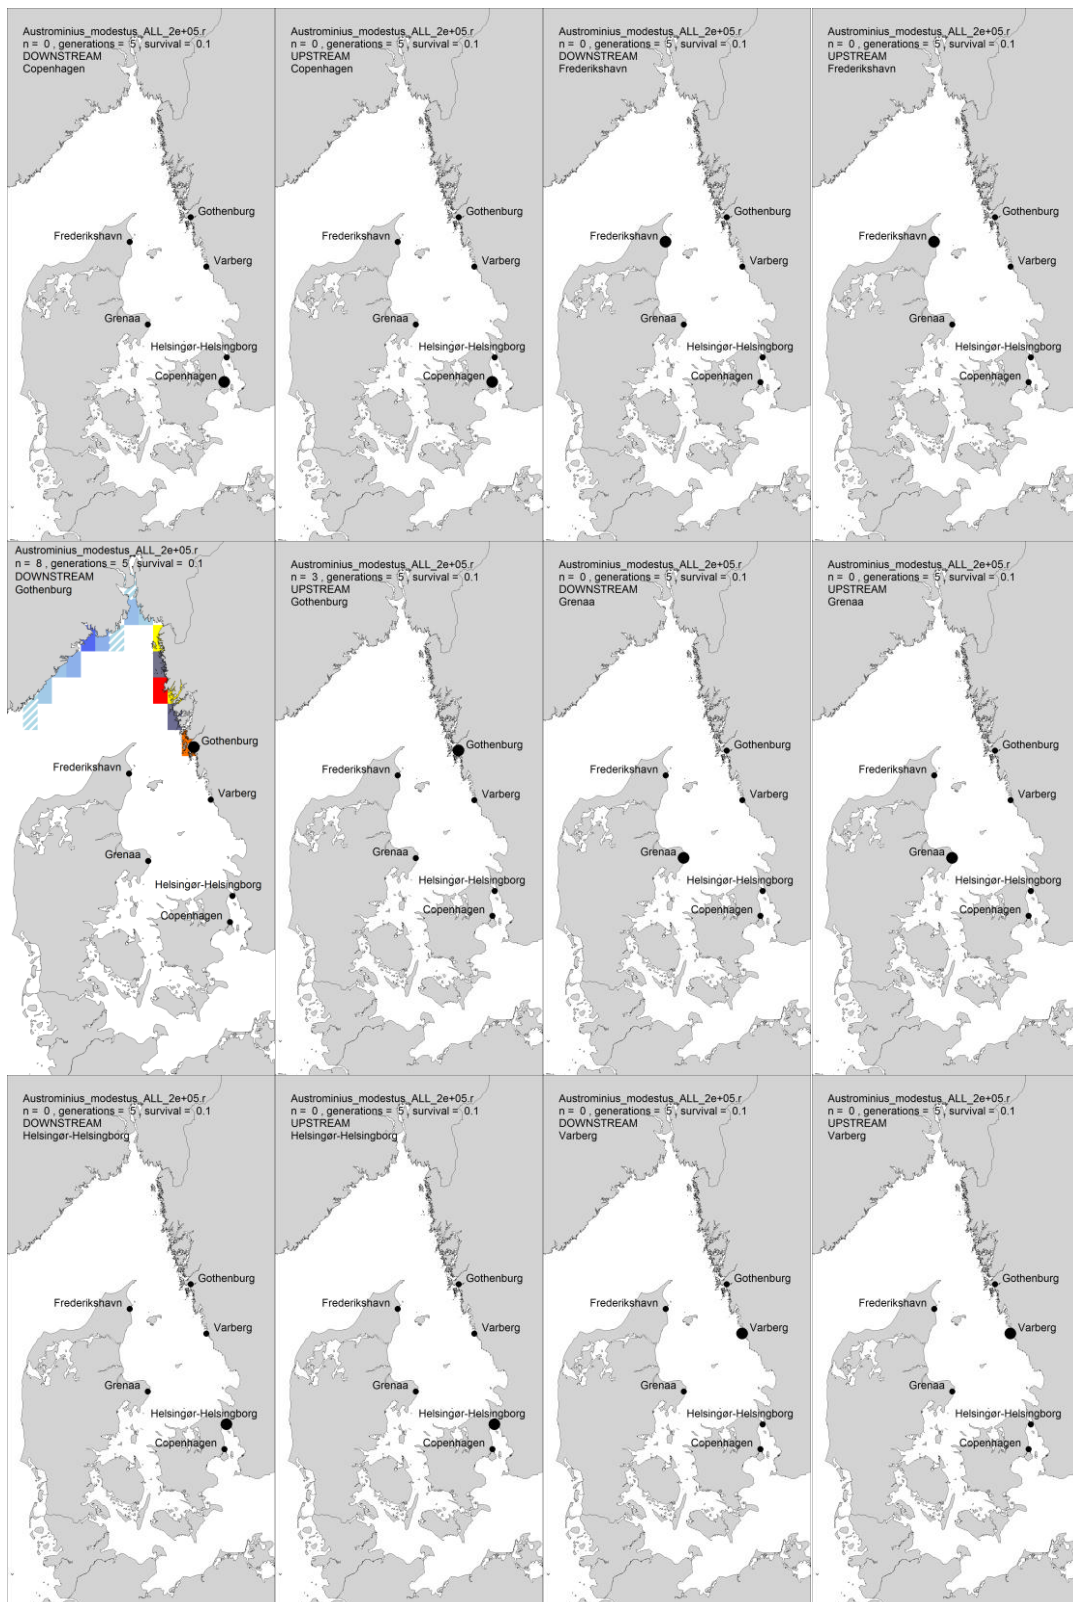 Austrominius_modestus_ALL_2e+05.r
n = 0 , generations = 5 , survival = 0.1
DOWNSTREAM
Copenhagen
Gothenburg
Frederikshavn
Varberg
Grenaa
Helsingør-Helsingborg
Copenhagen
Austrominius_modestus_ALL_2e+05.r
n = 0 , generations = 5 , survival = 0.1
UPSTREAM
Copenhagen
Gothenburg
Frederikshavn
Varberg
Grenaa
Helsingør-Helsingborg
Copenhagen
Austrominius_modestus_ALL_2e+05.r
n = 0 , generations = 5 , survival = 0.1
DOWNSTREAM
Frederikshavn
Gothenburg
Frederikshavn
Varberg
Grenaa
Helsingør-Helsingborg
Copenhagen
Austrominius_modestus_ALL_2e+05.r
n = 0 , generations = 5 , survival = 0.1
UPSTREAM
Frederikshavn
Gothenburg
Frederikshavn
Varberg
Grenaa
Helsingør-Helsingborg
Copenhagen
Austrominius_modestus_ALL_2e+05.r
n = 8 , generations = 5 , survival = 0.1
DOWNSTREAM
Gothenburg
Gothenburg
Frederikshavn
Varberg
Grenaa
Helsingør-Helsingborg
Copenhagen
Austrominius_modestus_ALL_2e+05.r
n = 3 , generations = 5 , survival = 0.1
UPSTREAM
Gothenburg
Gothenburg
Frederikshavn
Varberg
Grenaa
Helsingør-Helsingborg
Copenhagen
Austrominius_modestus_ALL_2e+05.r
n = 0 , generations = 5 , survival = 0.1
DOWNSTREAM
Grenaa
Gothenburg
Frederikshavn
Varberg
Grenaa
Helsingør-Helsingborg
Copenhagen
Austrominius_modestus_ALL_2e+05.r
n = 0 , generations = 5 , survival = 0.1
UPSTREAM
Grenaa
Gothenburg
Frederikshavn
Varberg
Grenaa
Helsingør-Helsingborg
Copenhagen
Austrominius_modestus_ALL_2e+05.r
n = 0 , generations = 5 , survival = 0.1
DOWNSTREAM
Helsingør-Helsingborg
Gothenburg
Frederikshavn
Varberg
Grenaa
Helsingør-Helsingborg
Copenhagen
Austrominius_modestus_ALL_2e+05.r
n = 0 , generations = 5 , survival = 0.1
UPSTREAM
Helsingør-Helsingborg
Gothenburg
Frederikshavn
Varberg
Grenaa
Helsingør-Helsingborg
Copenhagen
Austrominius_modestus_ALL_2e+05.r
n = 0 , generations = 5 , survival = 0.1
DOWNSTREAM
Varberg
Gothenburg
Frederikshavn
Varberg
Grenaa
Helsingør-Helsingborg
Copenhagen
Austrominius_modestus_ALL_2e+05.r
n = 0 , generations = 5 , survival = 0.1
UPSTREAM
Varberg
Gothenburg
Frederikshavn
Varberg
Grenaa
Helsingør-Helsingborg
Copenhagen